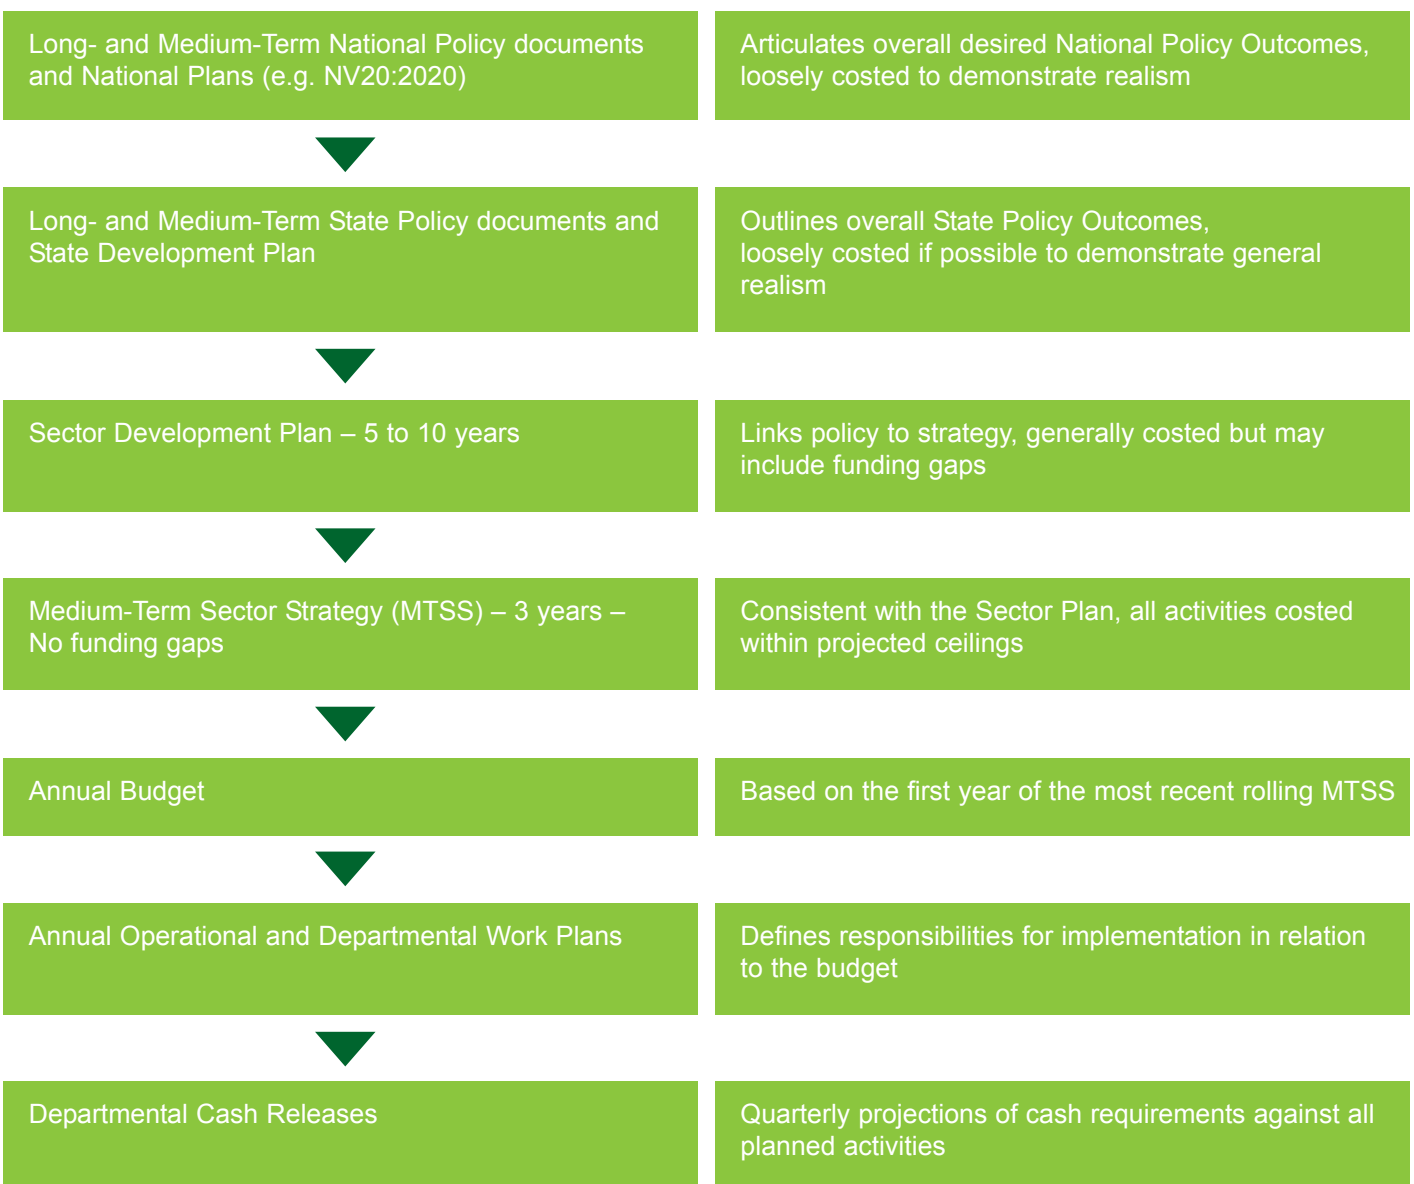 Long- and Medium-Term National Policy documents
and National Plans (e.g. NV20:2020)
Articulates overall desired National Policy Outcomes,
loosely costed to demonstrate realism
Long- and Medium-Term State Policy documents and
State Development Plan
Outlines overall State Policy Outcomes,
loosely costed if possible to demonstrate general
realism
Sector Development Plan – 5 to 10 years
Links policy to strategy, generally costed but may
include funding gaps
Medium-Term Sector Strategy (MTSS) – 3 years –
No funding gaps
Consistent with the Sector Plan, all activities costed
within projected ceilings
Annual Budget
Based on the first year of the most recent rolling MTSS
Annual Operational and Departmental Work Plans
Defines responsibilities for implementation in relation
to the budget
Departmental Cash Releases
Quarterly projections of cash requirements against all
planned activities